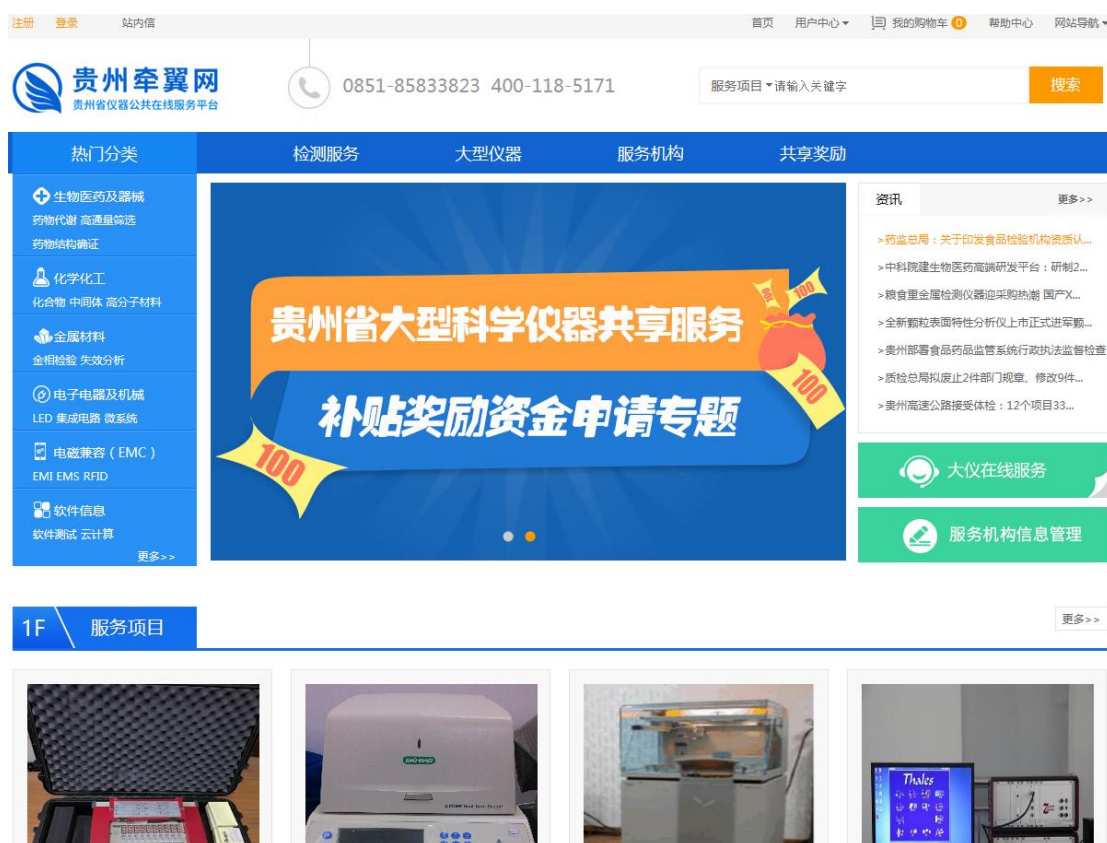 注册 登录 站内信 首页 用户中心 我的购物车 0 帮助中心 网站导航
贵州牵翼网
贵州省仪器公共在线服务平台
0851-85833823 400-118-5171
服务项目 请输入关键字 搜索
热门分类 检测服务 大型仪器 服务机构 共享奖励
生物医药及器械
药物代谢 高通量筛选
药物结构确证
化学化工
化合物 中间体 高分子材料
金属材料
金相检验 失效分析
电子电器及机械
LED 集成电路 微系统
电磁兼容（EMC）
EMI EMS RFID
软件信息
软件测试 云计算
更多>>
贵州省大型科学仪器共享服务
补贴奖励资金申请专题
100
100
100
100
资讯 更多>>
>药监总局：关于印发食品检验机构资质认...
>中科院建生物医药高端研发平台：研制2...
>粮食重金属检测仪器迎采购热潮 国产X...
>全新颗粒表面特性分析仪上市正式进军颗...
>贵州部署食品药品监管系统行政执法监督检查
>质检总局拟废止2件部门规章、修改9件...
>贵州高速公路接受体检：12个项目33...
大仪在线服务
服务机构信息管理
1F 服务项目 更多>>
BIO RAD
Thales